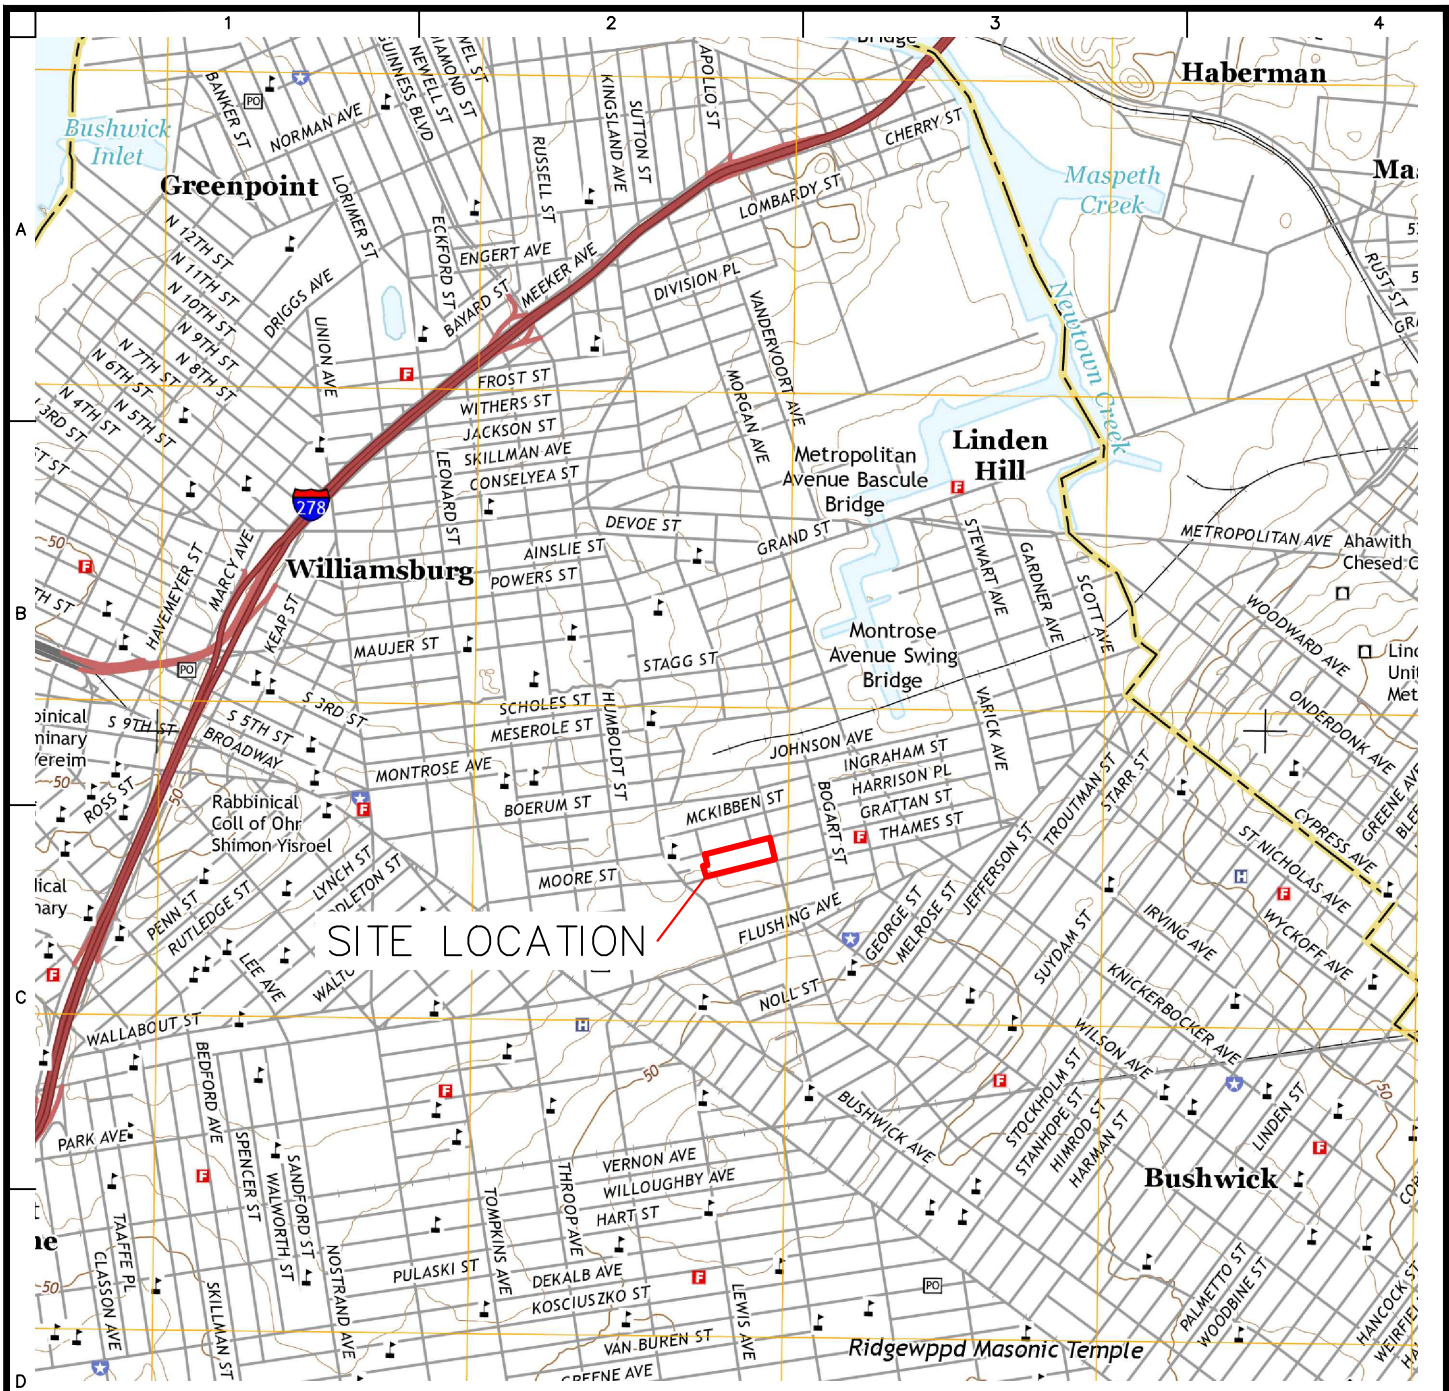 1
2
3
4
A
B
C
D
Bridge
Haberman
Bushwick
Inlet
Greenpoint
BANKER ST
NORMAN AVE
NEWELL ST
KINGSLAND AVE
SUTTON ST
APOLLO ST
CHERRY ST
RUSSELL ST
LOMBARDY ST
Maspeth
Creek
LORIMER ST
ECKFORD ST
ENGERT AVE
MEEKER AVE
BAYARD ST
DIVISION PL
N 12TH ST
N 11TH ST
N 10TH ST
N 9TH ST
N 8TH ST
N 7TH ST
N 6TH ST
N 5TH ST
N 4TH ST
3RD ST
DRIGGS AVE
UNION AVE
VANDERVOORT AVE
MORGAN AVE
RUST ST
Newtown Creek
FROST ST
WITHERS ST
JACKSON ST
SKILLMAN AVE
CONSELYEA ST
LEONARD ST
Metropolitan
Avenue Bascule
Bridge
Linden
Hill
278
DEVOE ST
GRAND ST
METROPOLITAN AVE
Ahawith
Chesed
AINSLIE ST
POWERS ST
Williamsburg
STEWART AVE
GARDNER AVE
SCOTT AVE
HAVEMEYER ST
MARCY AVE
KEAP ST
MAUJER ST
STAGG ST
Montrose
Avenue Swing
Bridge
WOODWARD AVE
ONDERDONK AVE
S 9TH ST
S 5TH ST
S 3RD ST
BROADWAY
SCHOLES ST
MESEROLE ST
HUMBOLDT ST
VARICK AVE
JOHNSON AVE
INGRAHAM ST
HARRISON PL
GRATTAN ST
THAMES ST
MONTROSE AVE
BOERUM ST
MCKIBBEN ST
BOGART ST
ROSS ST
Rabbinical
Coll of Ohr
Shimon Yisroel
TROUTMAN ST
STARR ST
CYPRESS AVE
GREENE AVE
ST NICHOLAS AVE
MOORE ST
LYNCH ST
PENN ST
RUTLEDGE ST
JEFFERSON ST
FLUSHING AVE
GEORGE ST
MELROSE ST
SUYDAM ST
IRVING AVE
WYCKOFF AVE
SITE LOCATION
LEE AVE
NOLL ST
KNICKERBOCKER AVE
WALLABOUT ST
WILSON AVE
BEDFORD AVE
50
50
50
50
50
50
PARK AVE
STOCKHOLM ST
STANHOPE ST
HIMROD ST
HARMAN ST
LINDEN ST
BUSHWICK AVE
Bushwick
SPENCER ST
WALWORTH ST
SANDFORD ST
VERNON AVE
WILLOUGHBY AVE
HART ST
TAAFFE PL
CLASSON AVE
SKILLMAN ST
NOSTRAND AVE
PULASKI ST
TOMPKINS AVE
THROOP AVE
DEKALB AVE
KOSCIUSZKO ST
LEWIS AVE
VAN BUREN ST
PALMETTO ST
WOODBINE ST
HANCOCK ST
Ridgewppd Masonic Temple